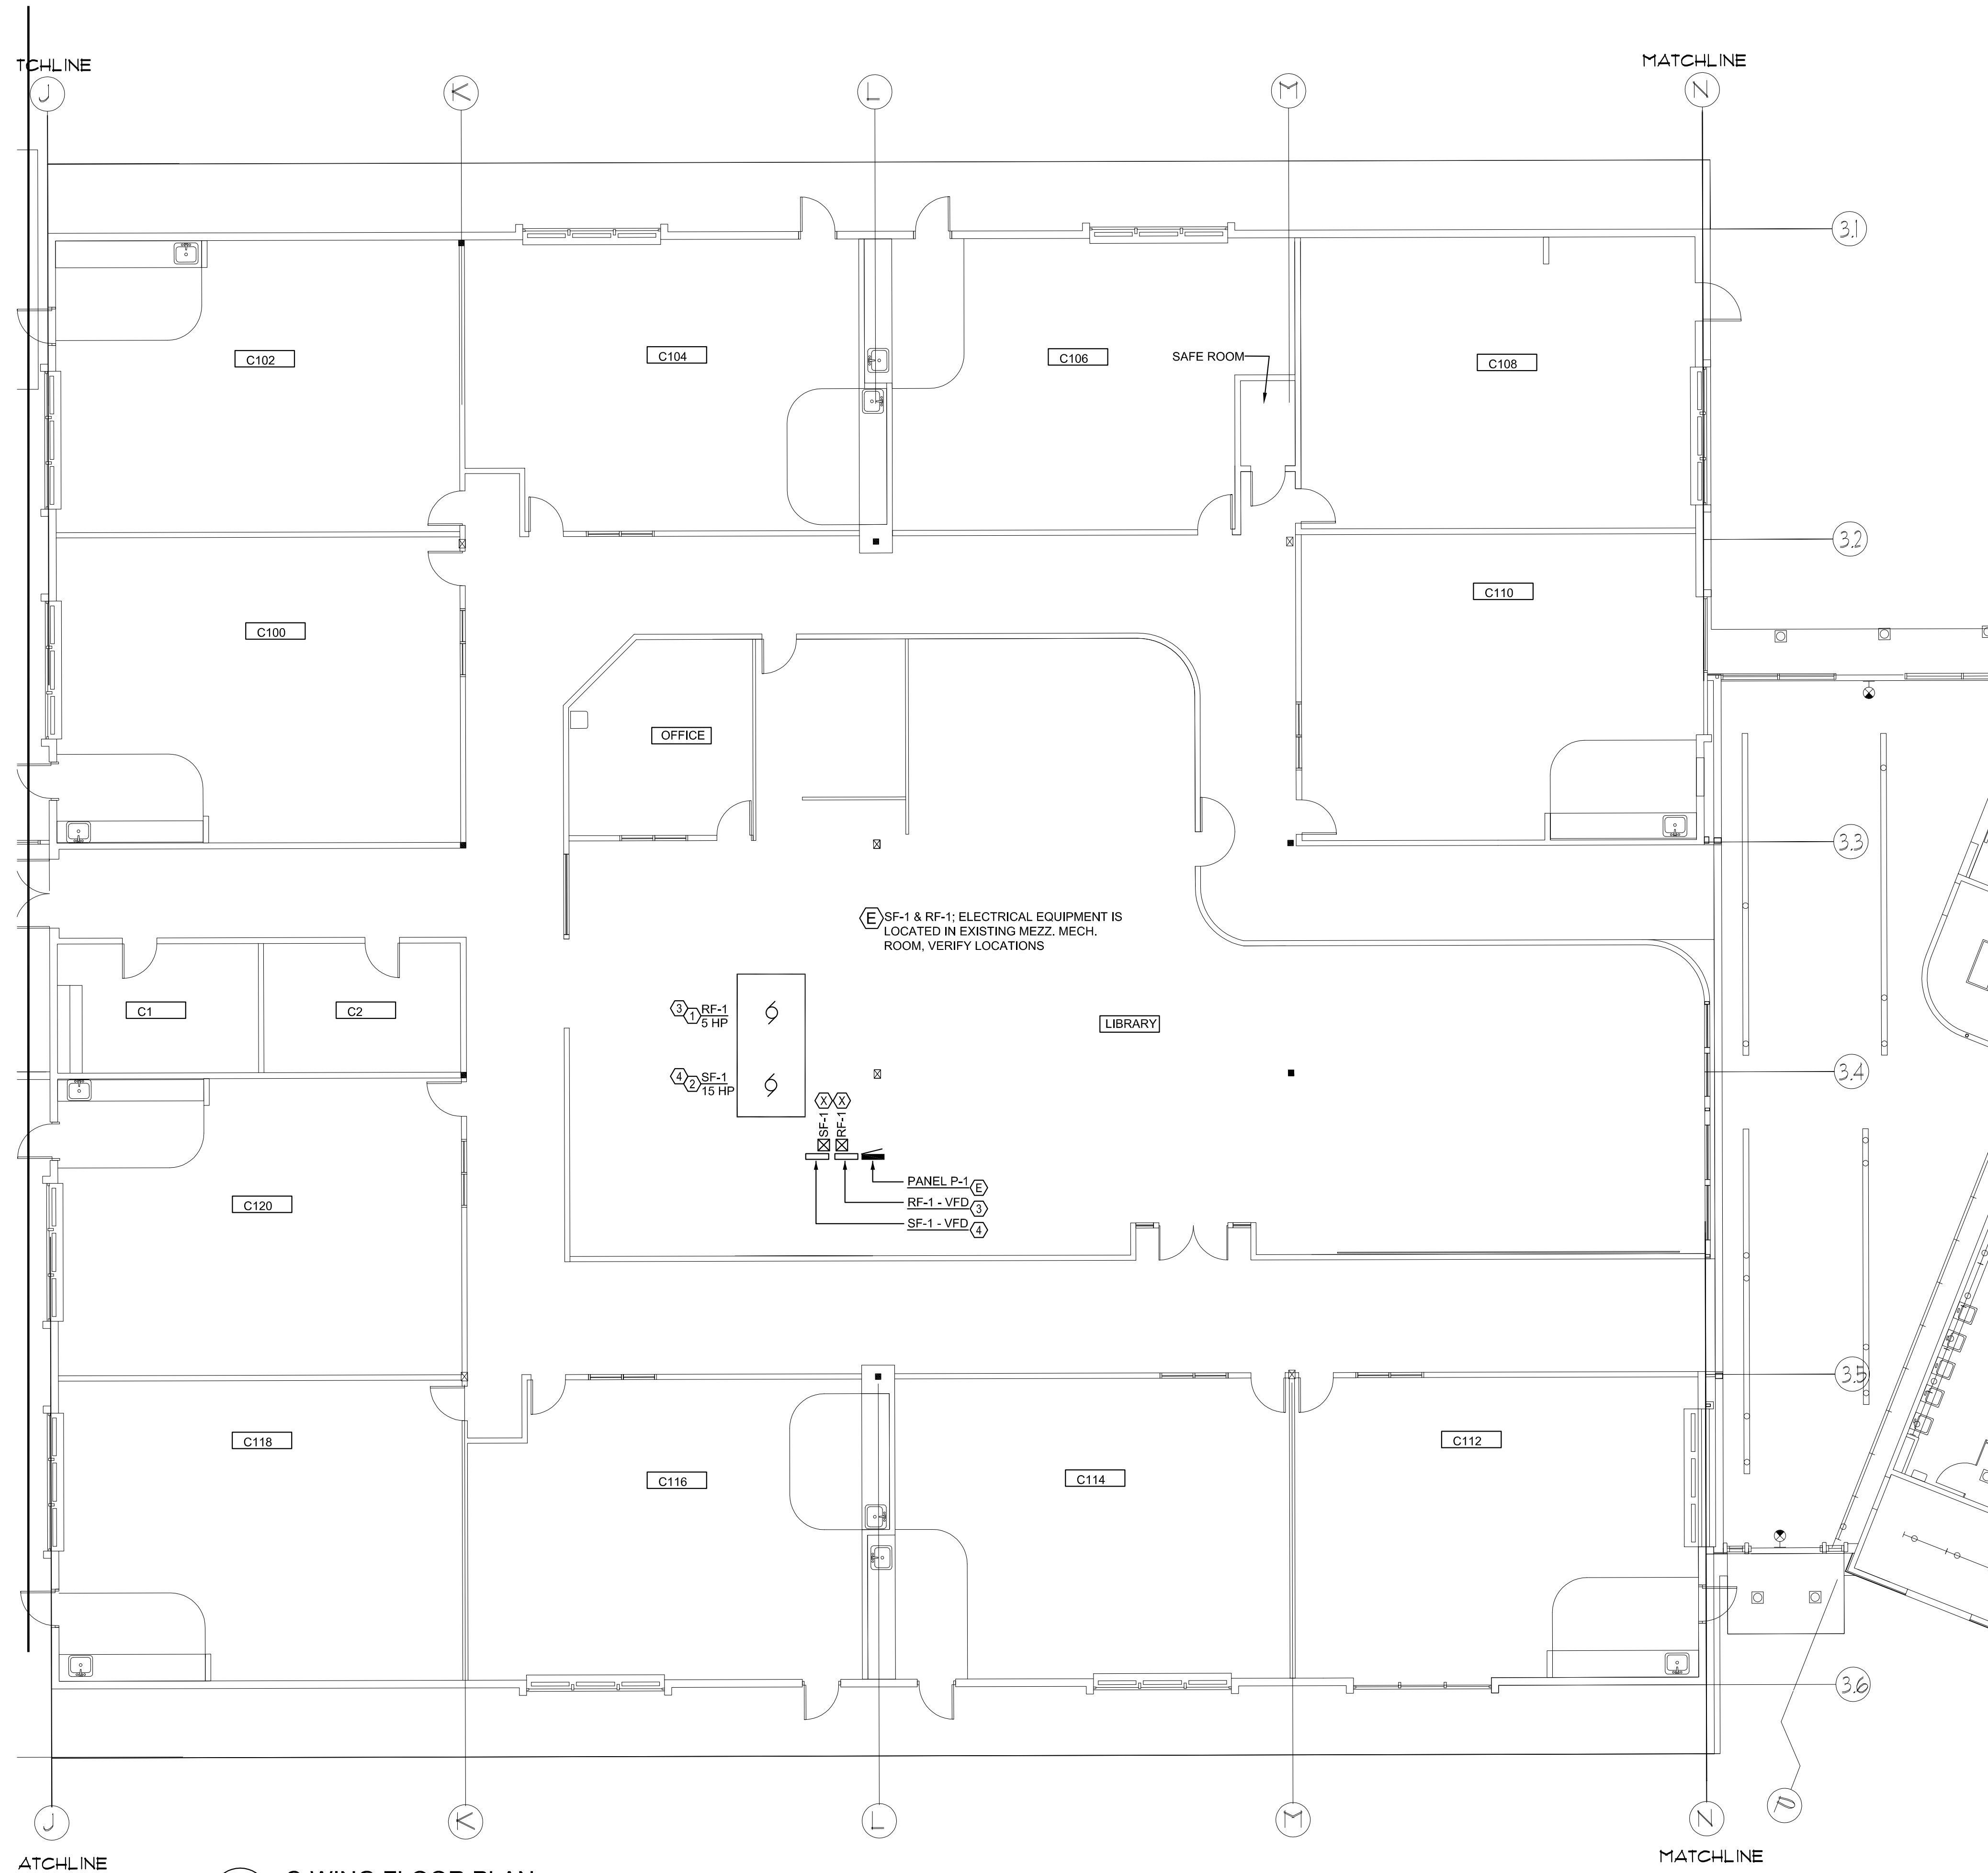 TCHLINE
MATCHLINE
J
K
L
M
N
3.1
C102
C104
C106
SAFE ROOM
C108
3.2
C100
C110
OFFICE
3.3
E SF-1 & RF-1; ELECTRICAL EQUIPMENT IS
LOCATED IN EXISTING MEZZ. MECH.
ROOM, VERIFY LOCATIONS
C1
C2
3 1 RF-1
5 HP
LIBRARY
4 2 SF-1
15 HP
3.4
X X
SF-1
RF-1
PANEL P-1 E
RF-1 - VFD 3
SF-1 - VFD 4
C120
3.5
C118
C116
C114
C112
3.6
P
J
K
L
M
N
ATCHLINE
MATCHLINE